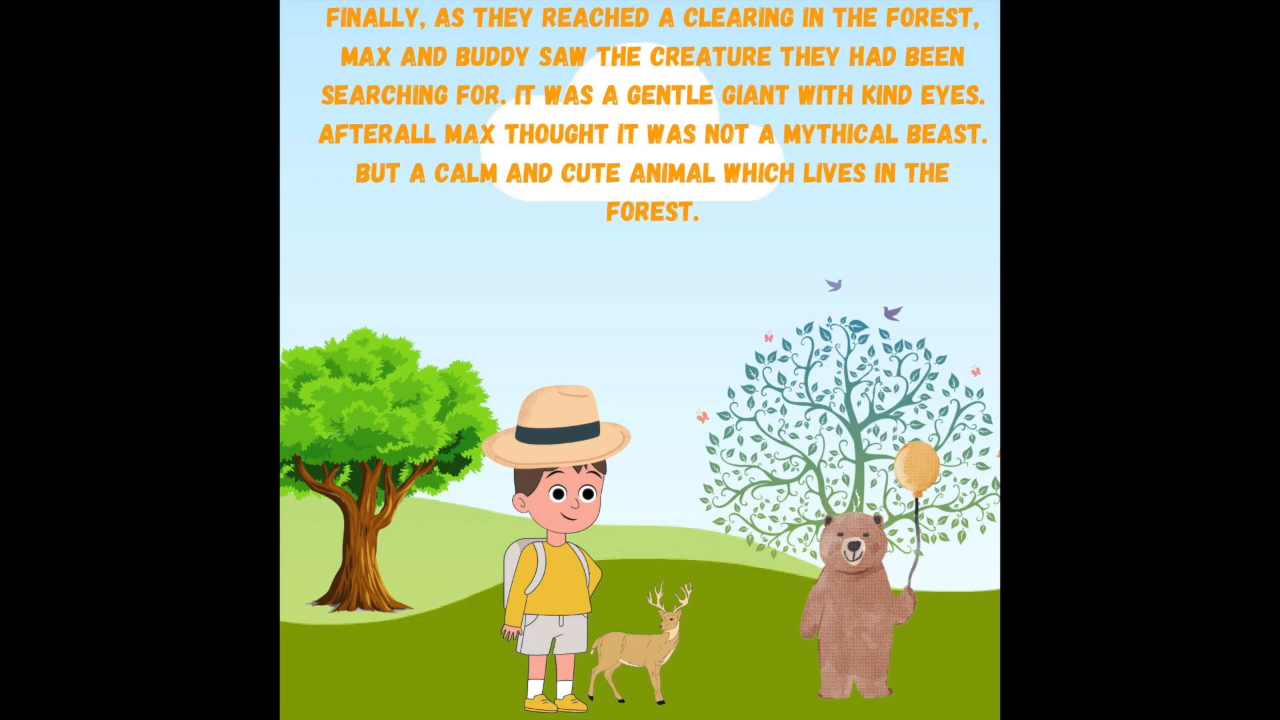 FINALLY, AS THEY REACHED A CLEARING IN THE FOREST,
MAX AND BUDDY SAW THE CREATURE THEY HAD BEEN
SEARCHING FOR. IT WAS A GENTLE GIANT WITH KIND EYES.
AFTERALL MAX THOUGHT IT WAS NOT A MYTHICAL BEAST.
BUT A CALM AND CUTE ANIMAL WHICH LIVES IN THE
FOREST.